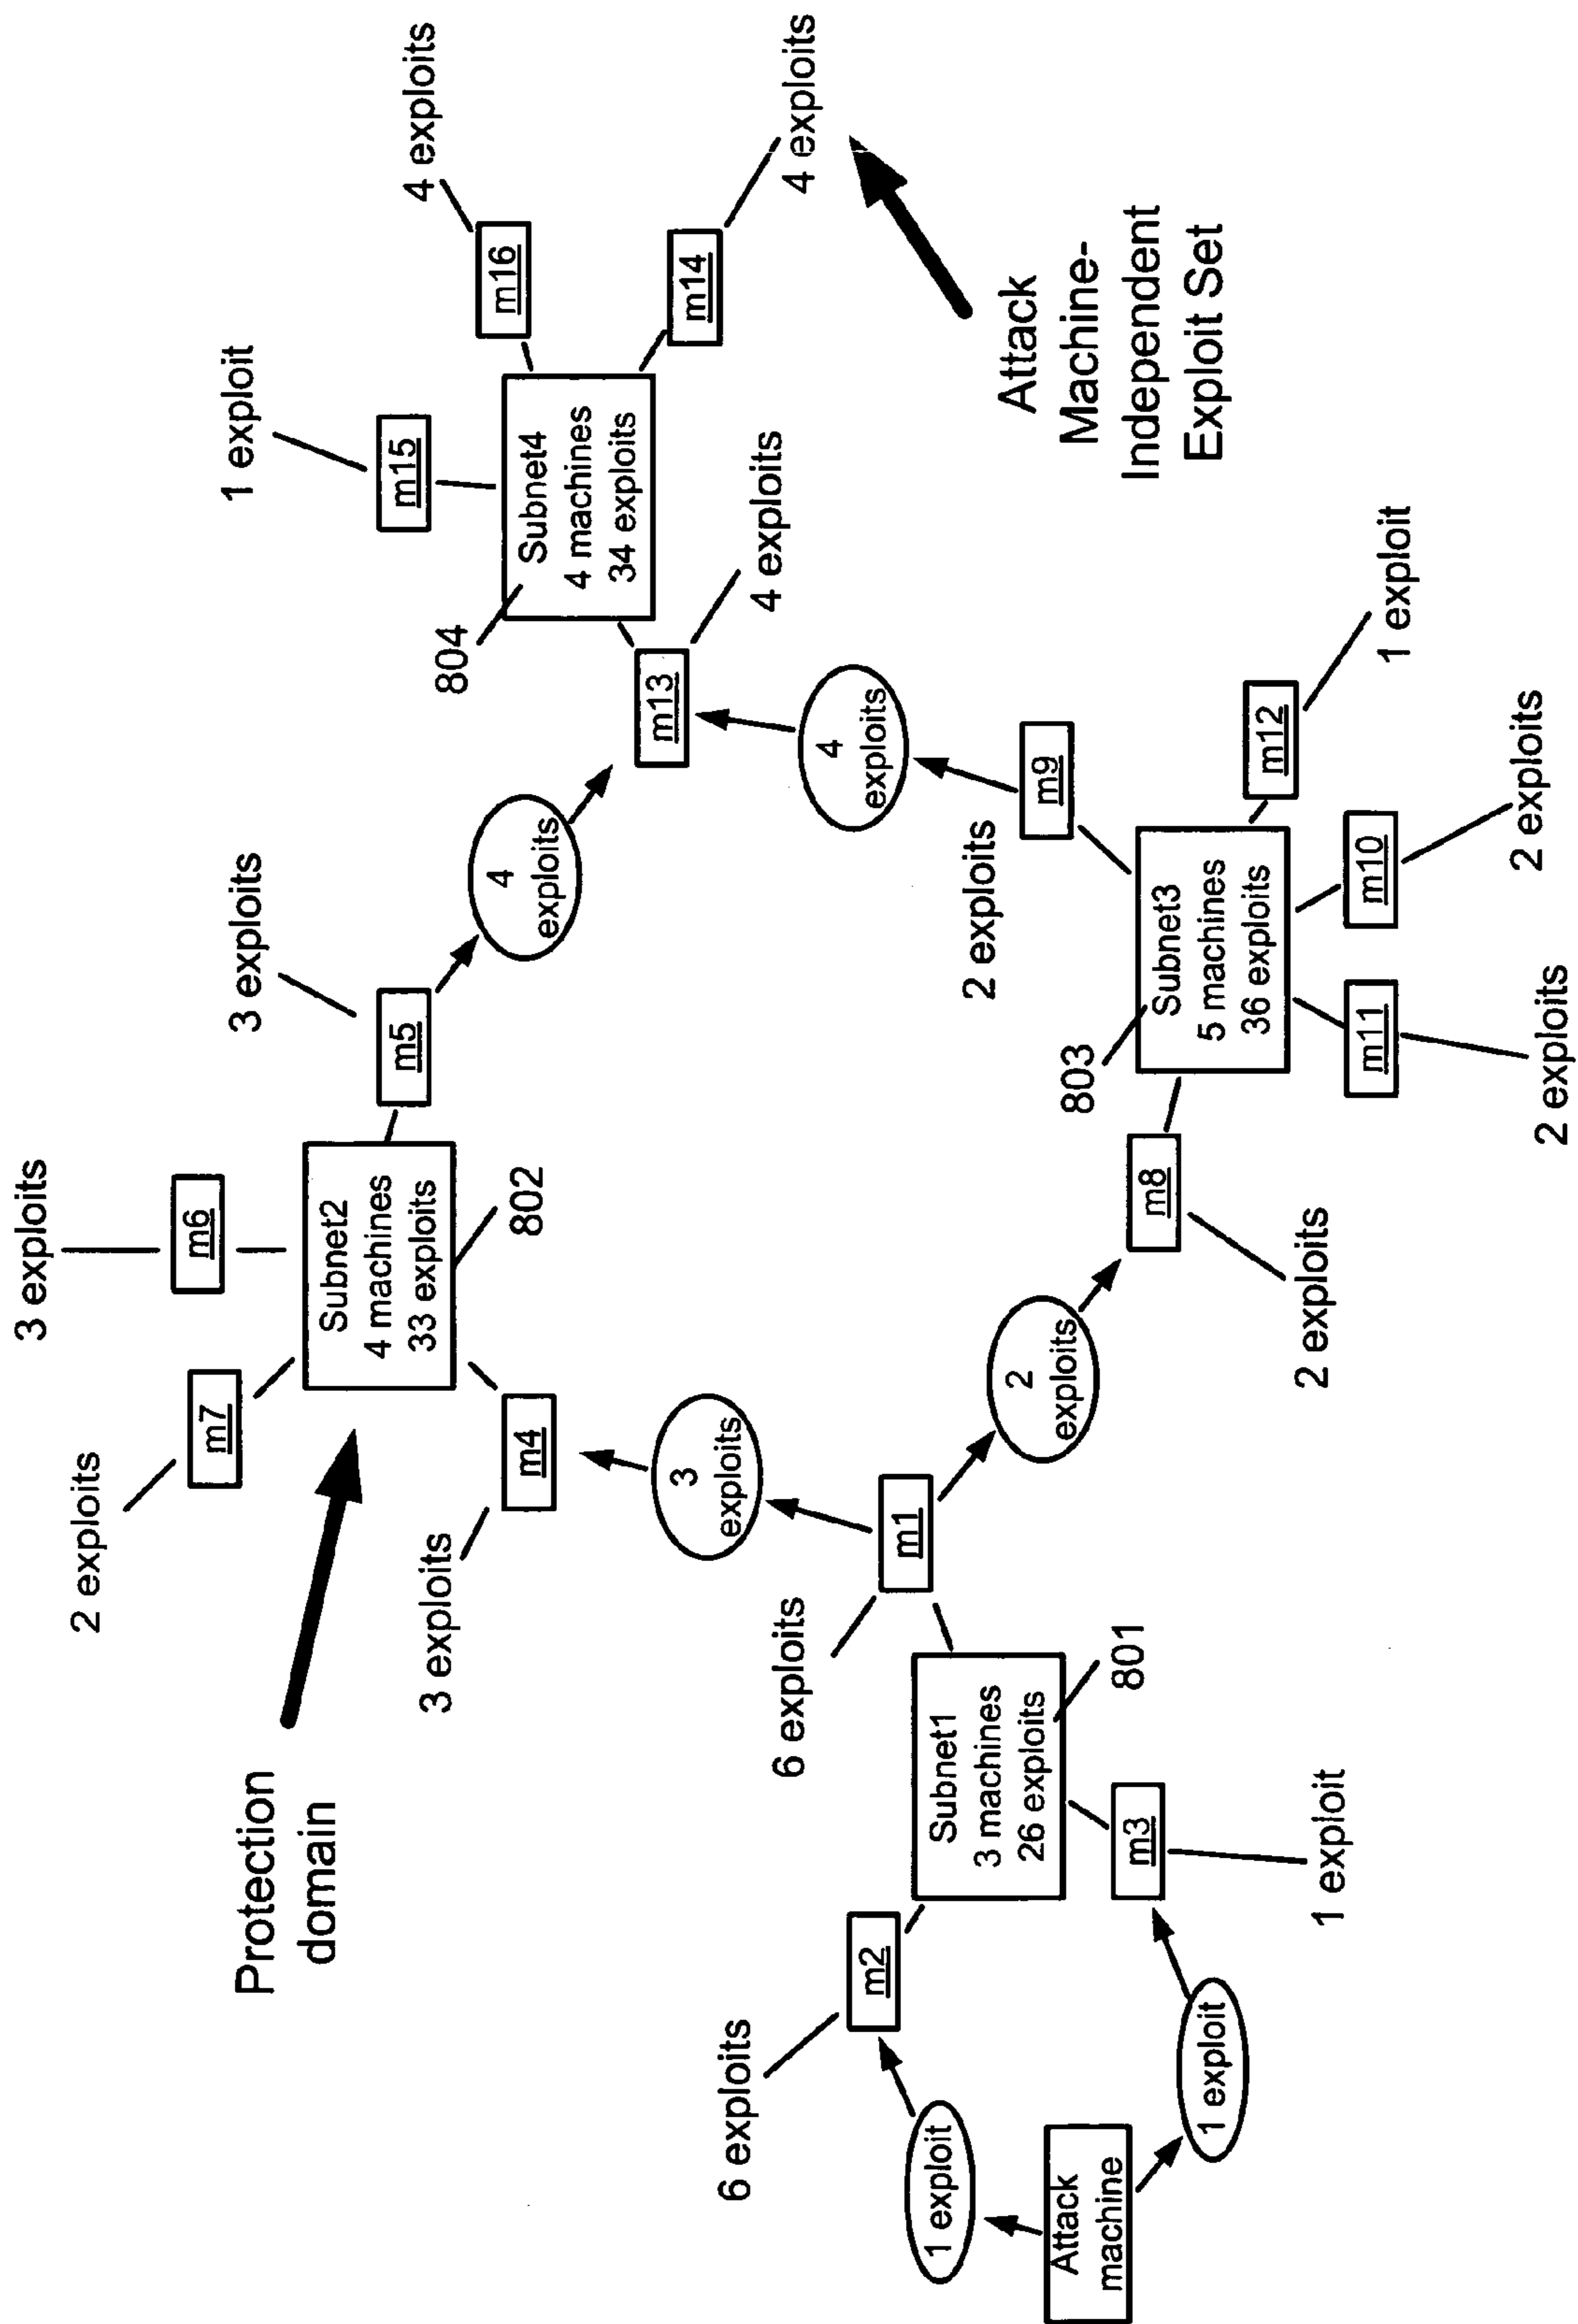 Protection
domain
2 exploits
m7
3 exploits
m6
Subnet2
4 machines
33 exploits
802
3 exploits
m4
3 exploits
m5
3
exploits
4
exploits
1 exploit
m15
4 exploits
m16
Subnet4
4 machines
34 exploits
804
m14
4 exploits
m13
4 exploits
Attack
Machine-
Independent
Exploit Set
4
exploits
6 exploits
m2
6 exploits
m1
Subnet1
3 machines
26 exploits
801
m3
1 exploit
1 exploit
Attack
machine
1 exploit
2
exploits
m8
2 exploits
803
Subnet3
5 machines
36 exploits
2 exploits
m9
m12
1 exploit
m10
2 exploits
m11
2 exploits